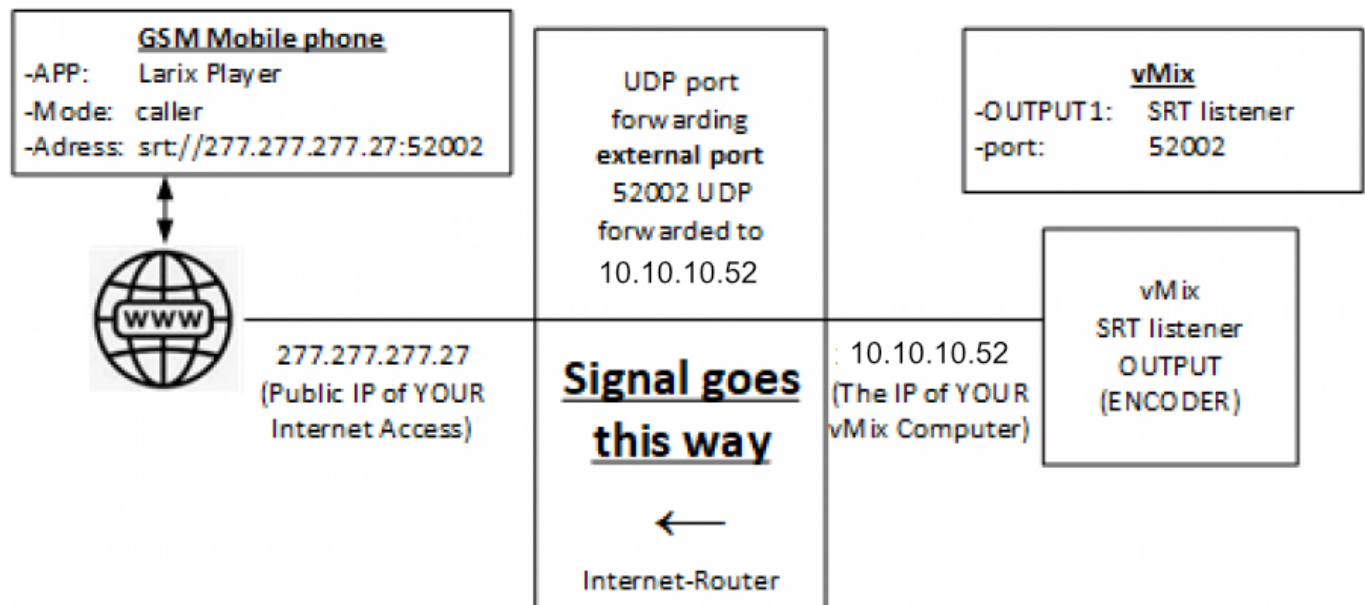 GSM Mobile phone
-APP: Larix Player
-Mode: caller
-Adress: srt://277.277.277.27:52002
UDP port
forwarding
external port
52002 UDP
forwarded to
10.10.10.52
vMix
-OUTPUT1: SRT listener
-port: 52002
WWW
277.277.277.27
(Public IP of YOUR
Internet Access)
Signal goes
this way
←
Internet-Router
: 10.10.10.52
(The IP of YOUR
vMix Computer)
vMix
SRT listener
OUTPUT
(ENCODER)